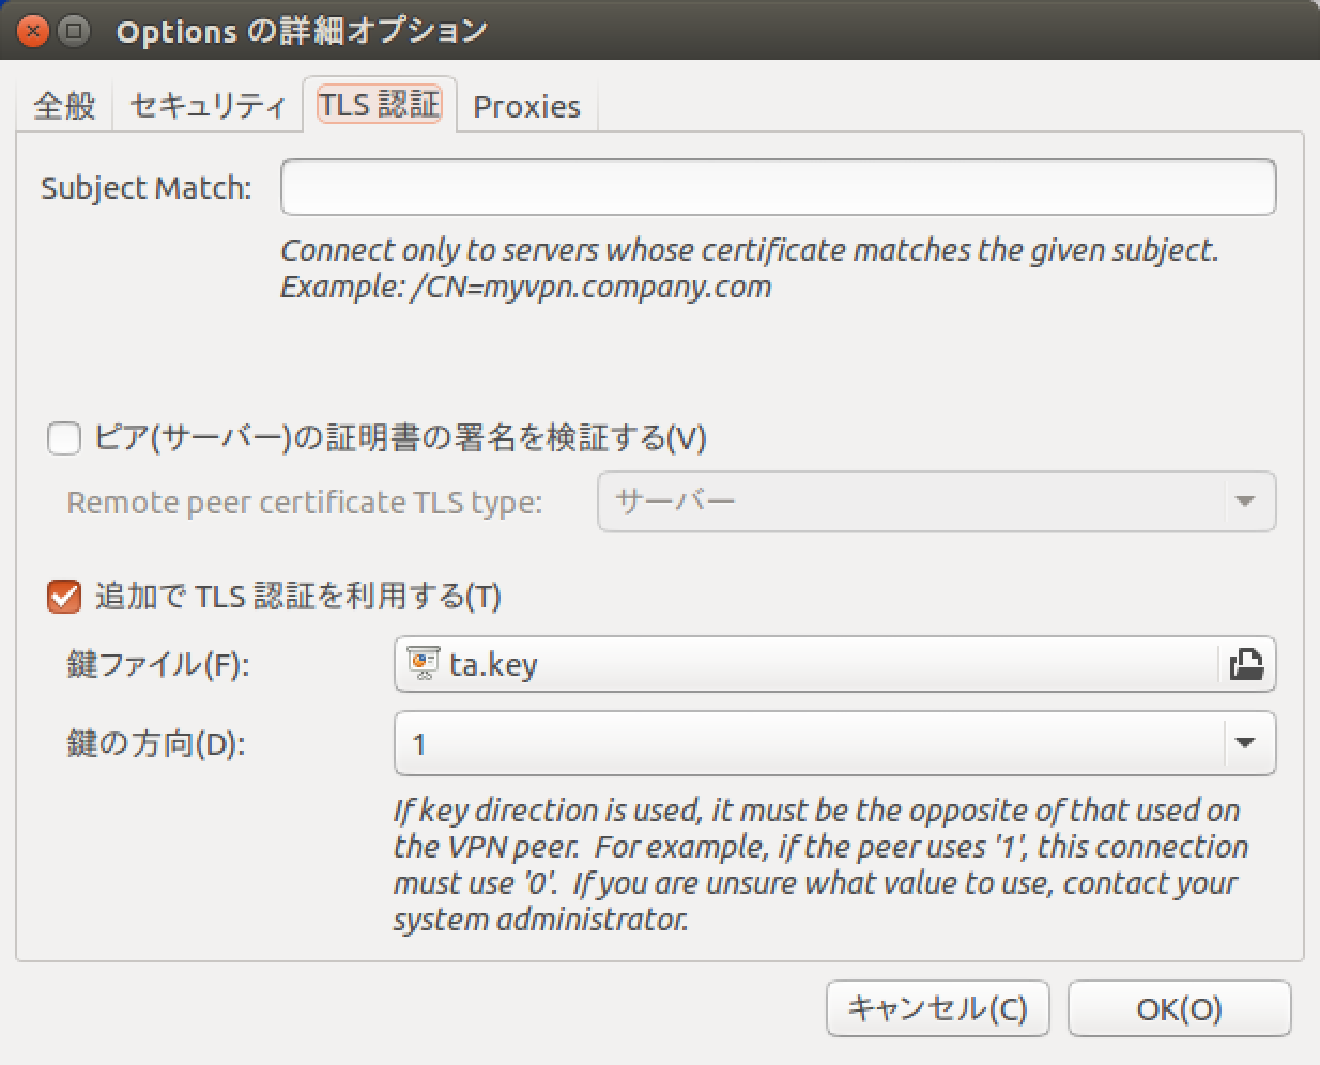 Options の詳細オプション
全般 セキュリティ TLS 認証 Proxies
Subject Match:
Connect only to servers whose certificate matches the given subject.
Example: /CN=myvpn.company.com
ピア(サーバー)の証明書の署名を検証する(V)
Remote peer certificate TLS type: サーバー
追加で TLS 認証を利用する(T)
鍵ファイル(F): ta.key
鍵の方向(D): 1
If key direction is used, it must be the opposite of that used on
the VPN peer. For example, if the peer uses '1', this connection
must use '0'. If you are unsure what value to use, contact your
system administrator.
キャンセル(C) OK(O)